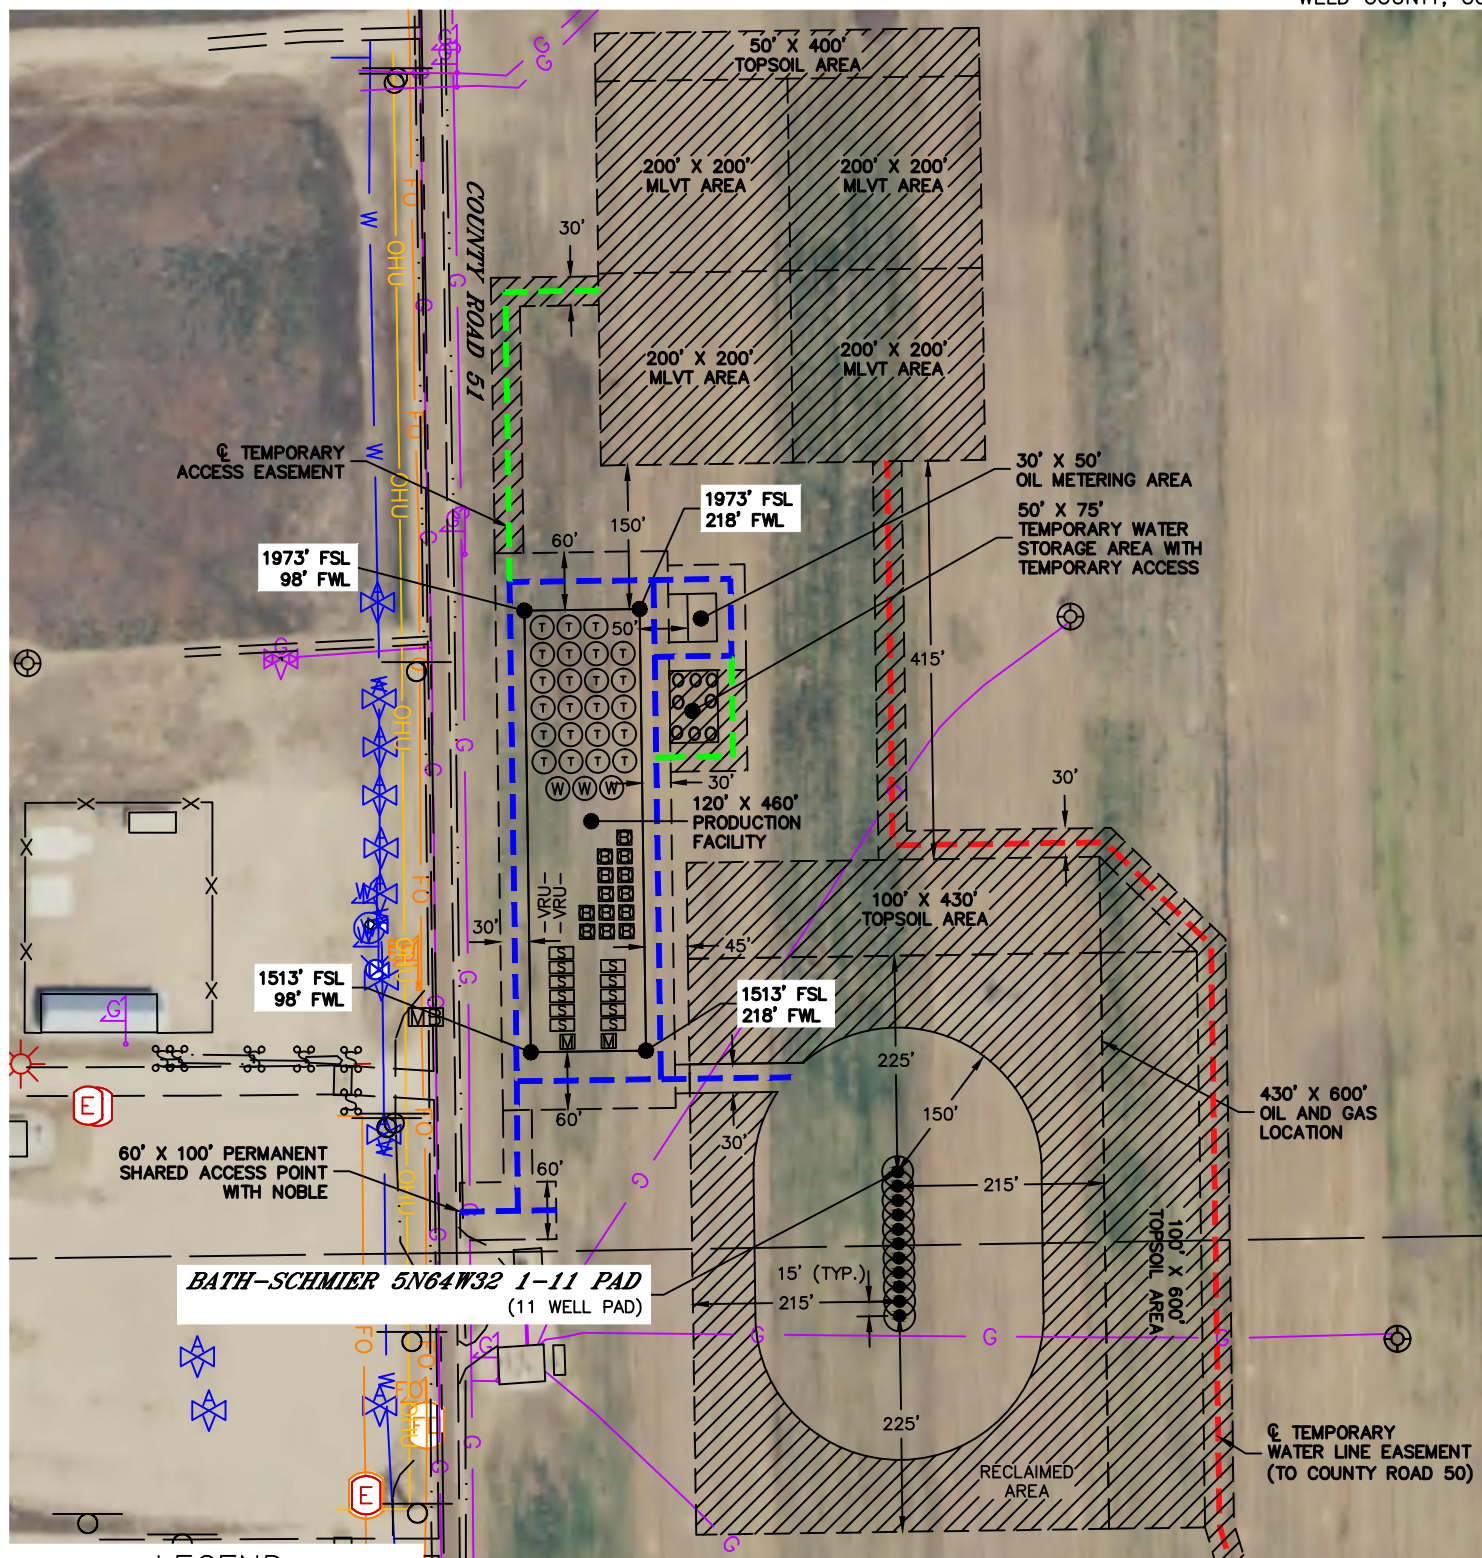 WELD COUNTY, CO
50' X 400'
TOPSOIL AREA
200' X 200'
MLVT AREA
200' X 200'
MLVT AREA
COUNTY ROAD 51
30'
200' X 200'
MLVT AREA
200' X 200'
MLVT AREA
℄ TEMPORARY
ACCESS EASEMENT
30' X 50'
OIL METERING AREA
1973' FSL
218' FWL
150'
50' X 75'
TEMPORARY WATER
STORAGE AREA WITH
TEMPORARY ACCESS
60'
1973' FSL
98' FWL
50'
415'
30'
30'
120' X 460'
PRODUCTION
FACILITY
-VRU-
-VRU-
100' X 430'
TOPSOIL AREA
30'
45'
1513' FSL
98' FWL
1513' FSL
218' FWL
225'
150'
430' X 600'
OIL AND GAS
LOCATION
60'
30'
60' X 100' PERMANENT
SHARED ACCESS POINT
WITH NOBLE
60'
215'
100' X 600'
TOPSOIL AREA
BATH-SCHMIER 5N64W32 1-11 PAD
(11 WELL PAD)
15' (TYP.)
215'
225'
RECLAIMED
AREA
℄ TEMPORARY
WATER LINE EASEMENT
(TO COUNTY ROAD 50)
LEGEND